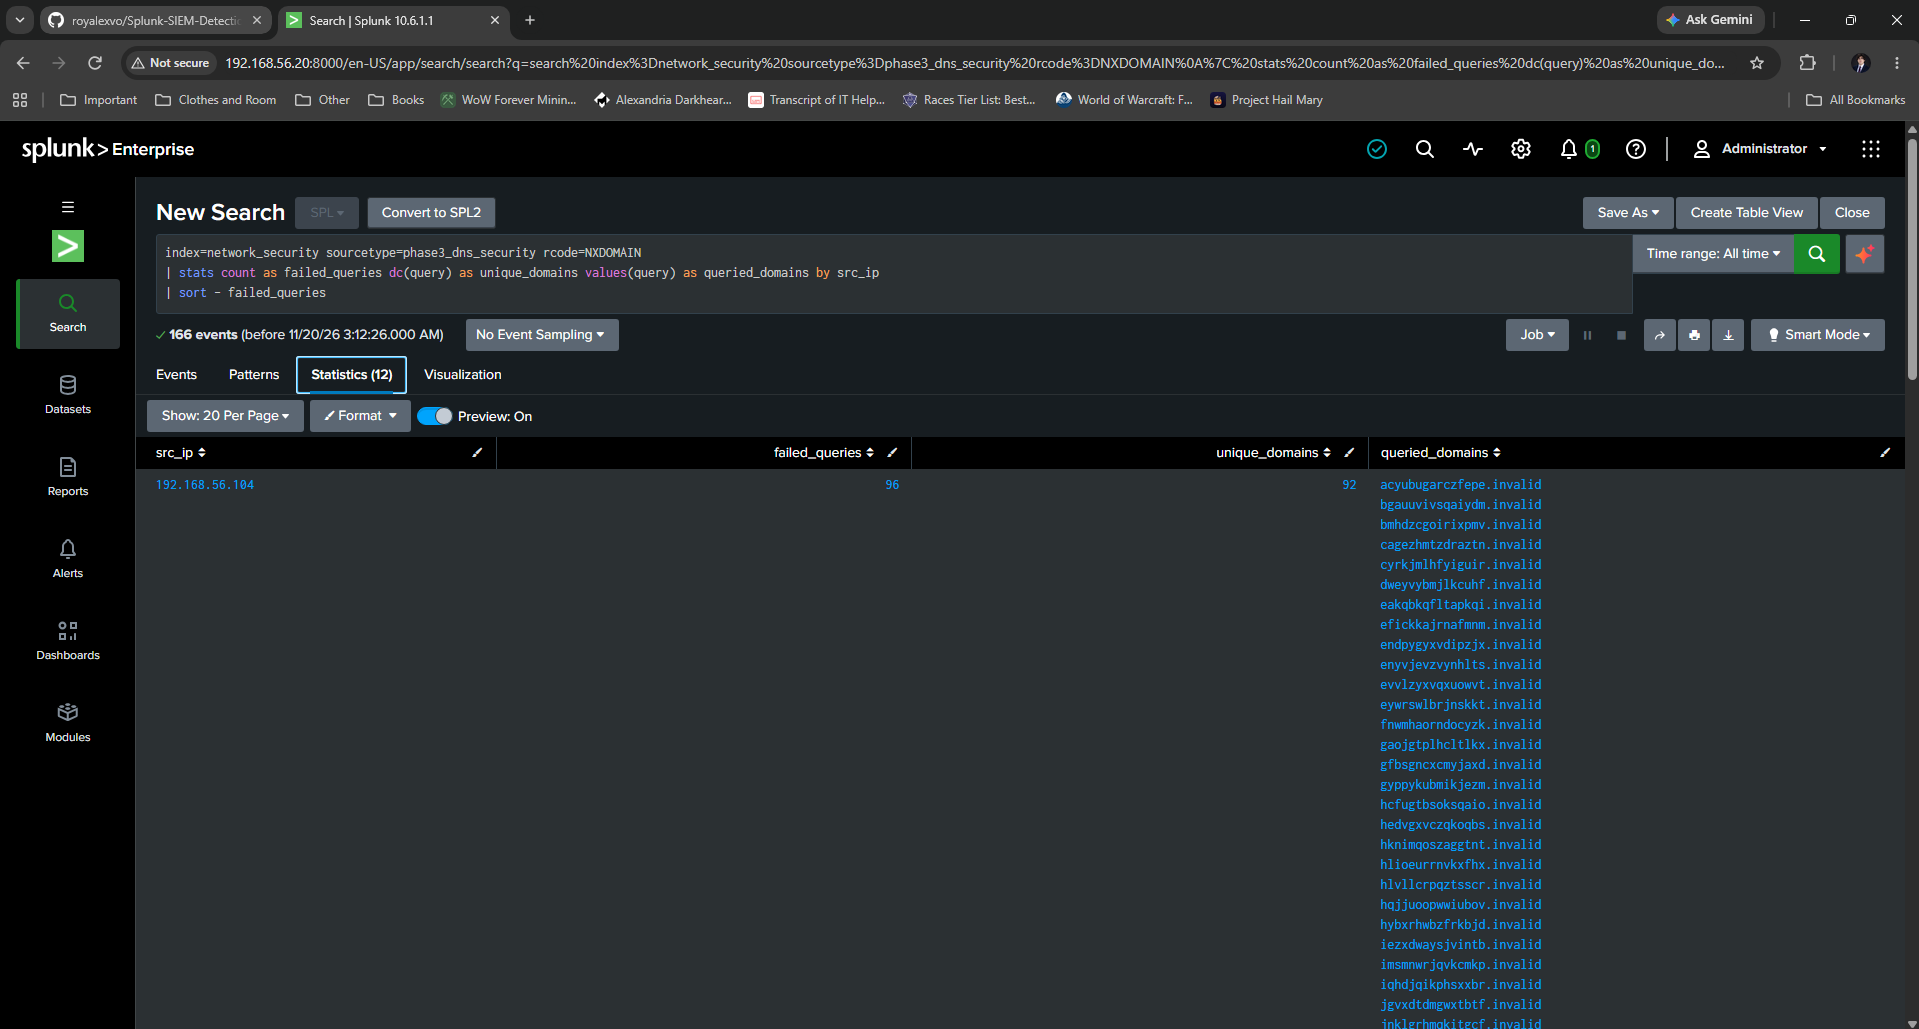 royalexvo/Splunk-SIEM-Detectio
Search | Splunk 10.6.1.1
Ask Gemini
Not secure
192.168.56.20:8000/en-US/app/search/search?q=search%20index%3Dnetwork_security%20sourcetype%3Dphase3_dns_security%20rcode%3DNXDOMAIN%0A%7C%20stats%20count%20as%20failed_queries%20dc(query)%20as%20unique_do...
Important
Clothes and Room
Other
Books
WoW Forever Minin...
Alexandria Darkhear...
Transcript of IT Help...
Races Tier List: Best...
World of Warcraft: F...
Project Hail Mary
All Bookmarks
splunk>Enterprise
1
Administrator
New Search
SPL
Convert to SPL2
Save As
Create Table View
Close
index=network_security sourcetype=phase3_dns_security rcode=NXDOMAIN
| stats count as failed_queries dc(query) as unique_domains values(query) as queried_domains by src_ip
| sort - failed_queries
Time range: All time
166 events (before 11/20/26 3:12:26.000 AM)
No Event Sampling
Job
Smart Mode
Search
Datasets
Reports
Alerts
Dashboards
Modules
Events
Patterns
Statistics (12)
Visualization
Show: 20 Per Page
Format
Preview: On
src_ip
failed_queries
unique_domains
queried_domains
192.168.56.104
96
92
acyubugarczfepe.invalid
bgauuvivsqaiydm.invalid
bmhdzcgoirixpmv.invalid
cagezhmtzdraztn.invalid
cyrkjmlhfyiguir.invalid
dweyvybmjlkcuhf.invalid
eakqbkqfltapkqi.invalid
efickkajrnafmnm.invalid
endpygyxvdipzjx.invalid
enyvjevzvynhlts.invalid
evvlzyxvqxuowvt.invalid
eywrswlbrjnskkt.invalid
fnwmhaorndocyzk.invalid
gaojgtplhcltlkx.invalid
gfbsgncxcmyjaxd.invalid
gyppykubmikjezm.invalid
hcfugtbsoksqaio.invalid
hedvgxvczqkoqbs.invalid
hknimqoszaggtnt.invalid
hlioeurrnvkxfhx.invalid
hlvllcrpqztsscr.invalid
hqjjuoopwwiubov.invalid
hybxrhwbzfrkbjd.invalid
iezxdwaysjvintb.invalid
imsmnwrjqvkcmkp.invalid
iqhdjqikphsxxbr.invalid
jgvxdtdmgwxtbtf.invalid
jnklgrhmqkitgcf.invalid